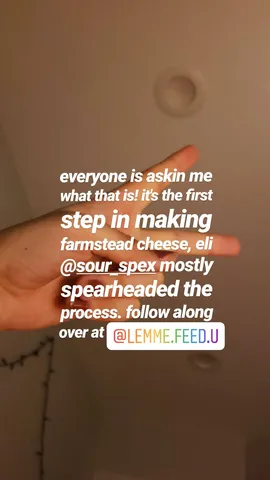 everyone is askin me
what that is! it's the first
step in making
farmstead cheese, eli
@sour_spex mostly
spearheaded the
process. follow along
over at @LEMME.FEED.U